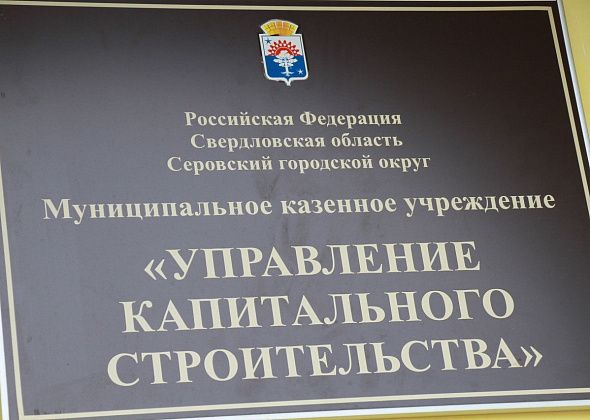 Российская Федерация
Свердловская область
Серовский городской округ
Муниципальное казенное учреждение
«УПРАВЛЕНИЕ
КАПИТАЛЬНОГО
СТРОИТЕЛЬСТВА»